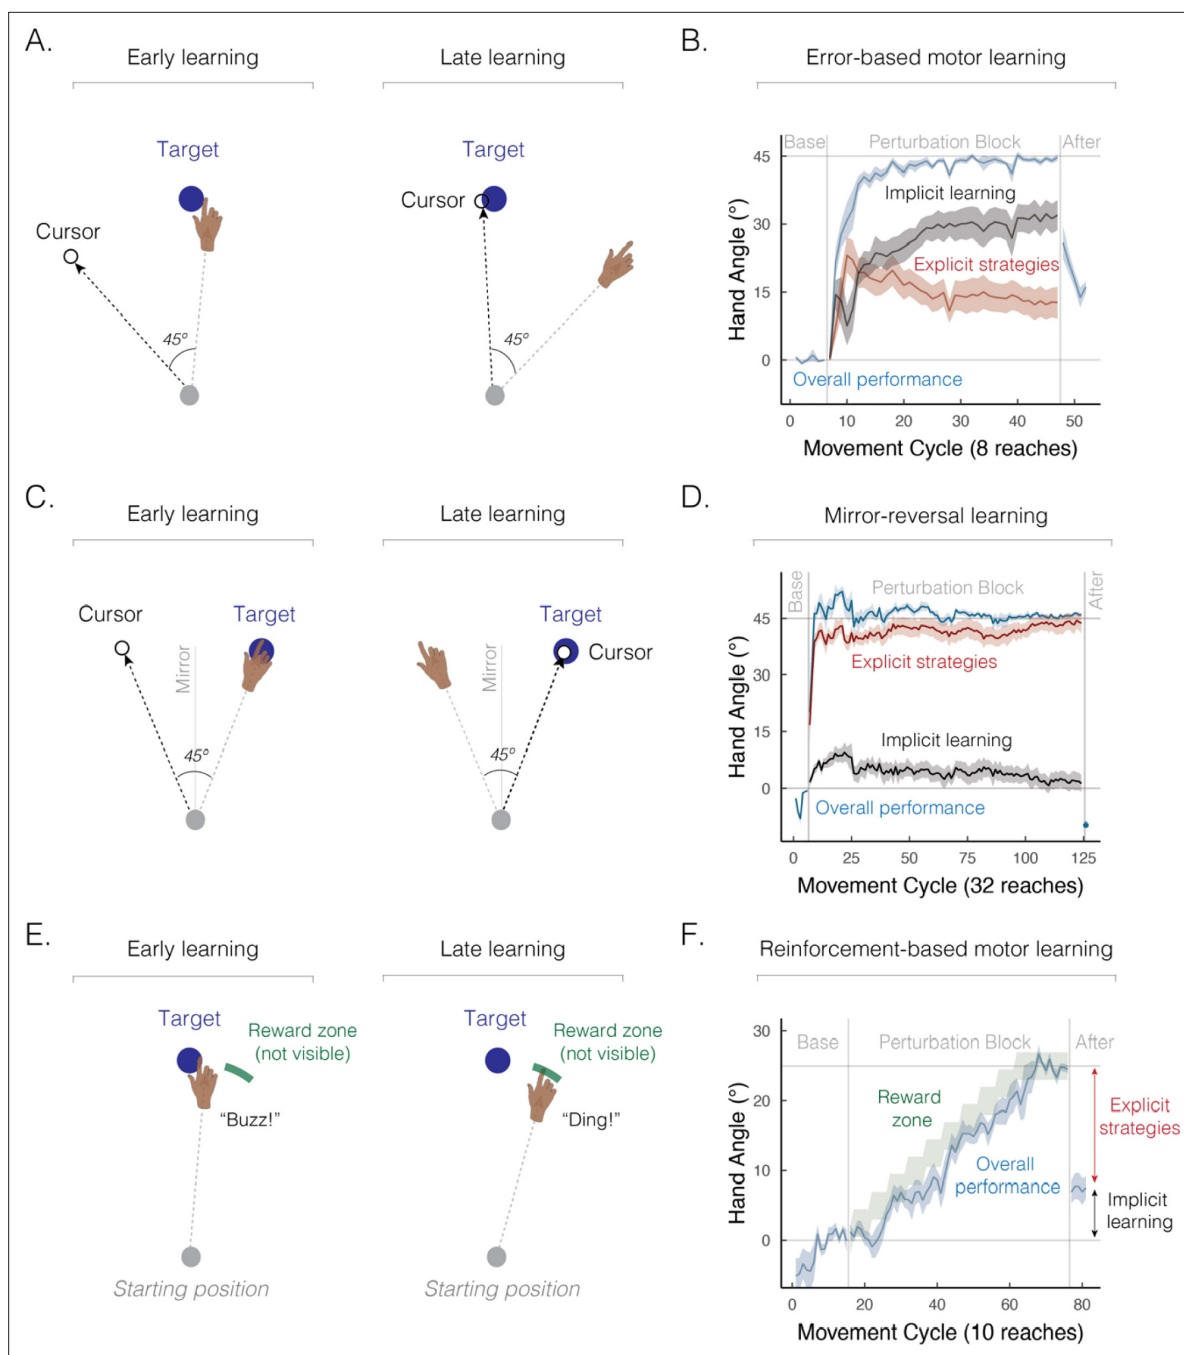 A.
Early learning
Late learning
Target
Cursor
45º
Target
Cursor
45º
B.
Error-based motor learning
Base
Perturbation Block
After
Implicit learning
Explicit strategies
Overall performance
Hand Angle (°)
45
30
15
0
0 10 20 30 40 50
Movement Cycle (8 reaches)
C.
Early learning
Late learning
Cursor
Target
Mirror
45º
Target
Cursor
Mirror
45º
D.
Mirror-reversal learning
Base
Perturbation Block
After
Explicit strategies
Implicit learning
Overall performance
Hand Angle (°)
45
30
15
0
0 25 50 75 100 125
Movement Cycle (32 reaches)
E.
Early learning
Late learning
Target
Reward zone
(not visible)
"Buzz!"
Starting position
Target
Reward zone
(not visible)
"Ding!"
Starting position
F.
Reinforcement-based motor learning
Base
Perturbation Block
After
Reward
zone
Overall
performance
Explicit
strategies
Implicit
learning
Hand Angle (°)
30
20
10
0
0 20 40 60 80
Movement Cycle (10 reaches)